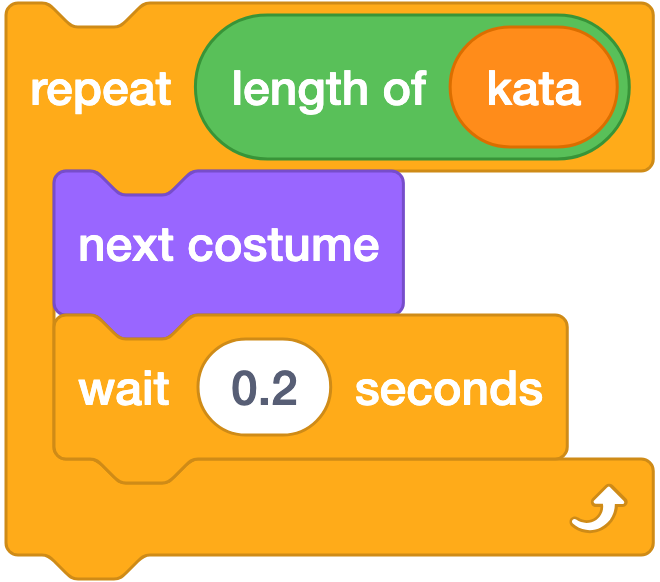 repeat length of kata
next costume
wait 0.2 seconds